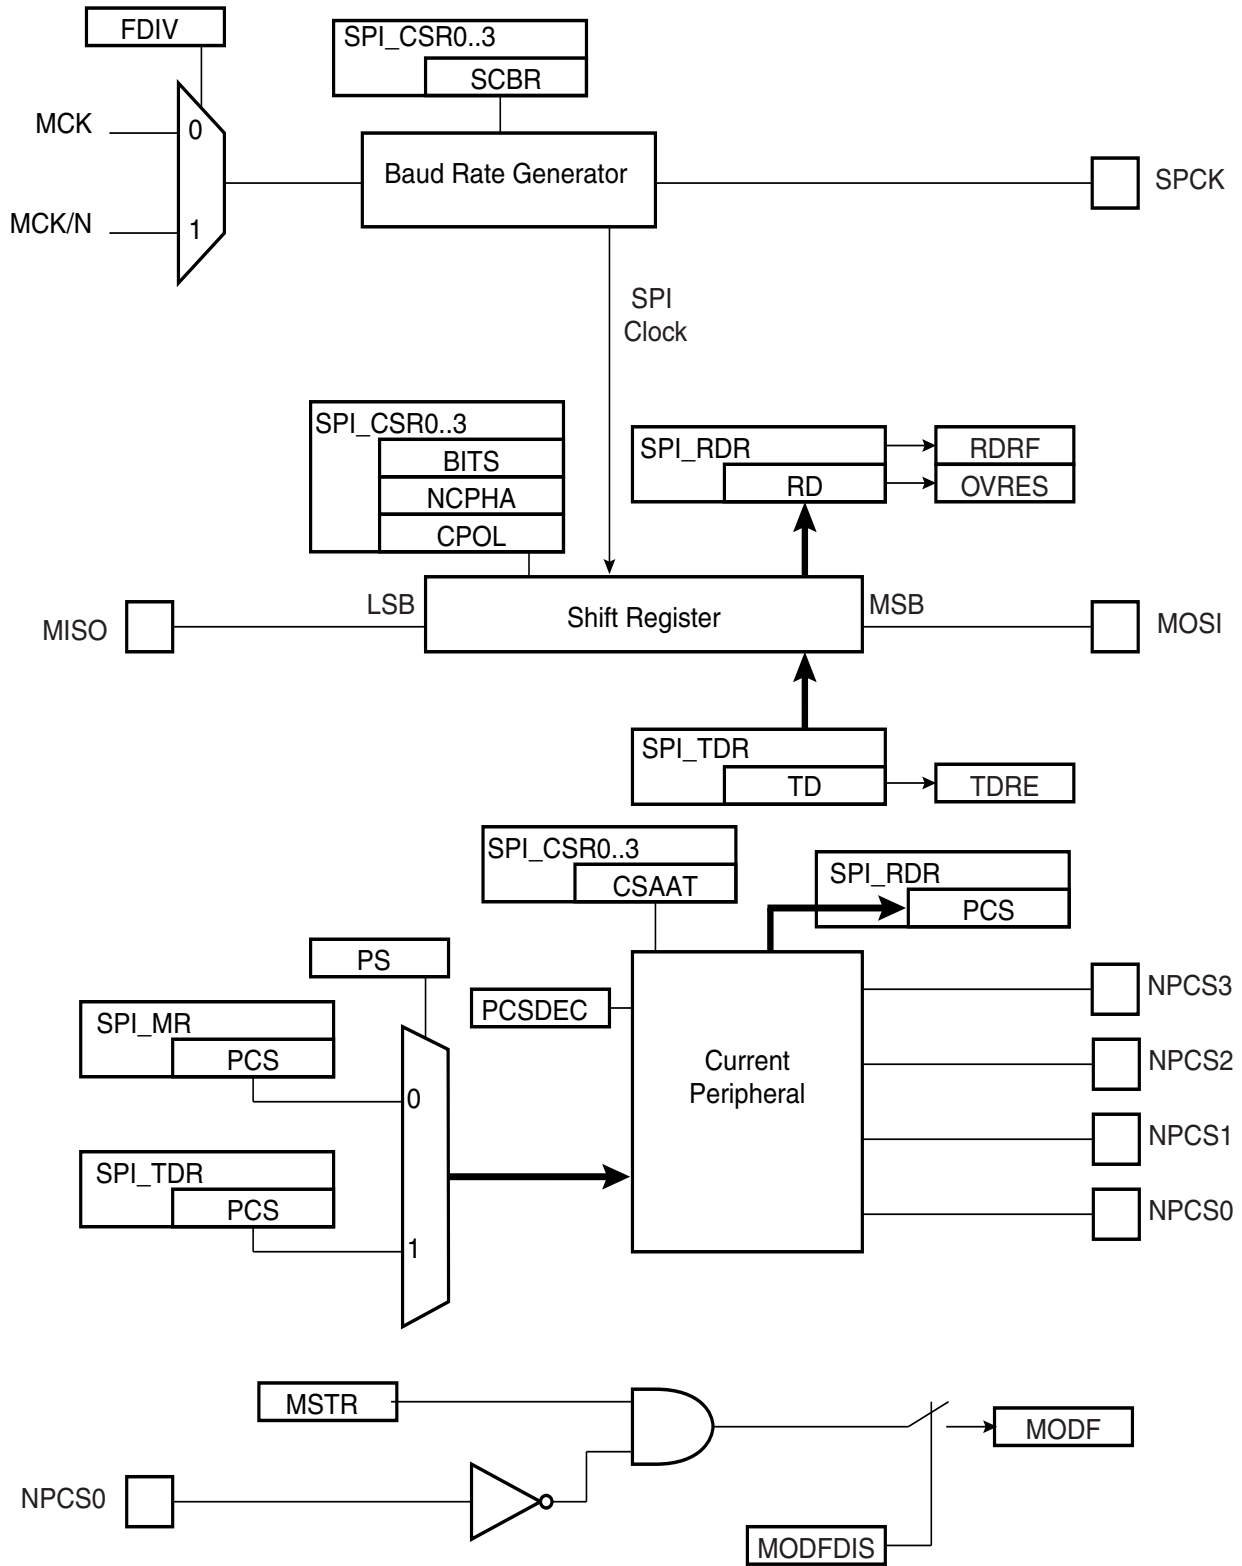 FDIV
SPI_CSR0..3
SCBR
MCK
0
Baud Rate Generator
SPCK
MCK/N
1
SPI
Clock
SPI_CSR0..3
BITS
NCPHA
CPOL
SPI_RDR
RD
RDRF
OVRES
MISO
LSB
Shift Register
MSB
MOSI
SPI_TDR
TD
TDRE
SPI_CSR0..3
CSAAT
SPI_RDR
PCS
PS
PCSDEC
SPI_MR
PCS
0
SPI_TDR
PCS
1
Current
Peripheral
NPCS3
NPCS2
NPCS1
NPCS0
MSTR
MODF
NPCS0
MODFDIS